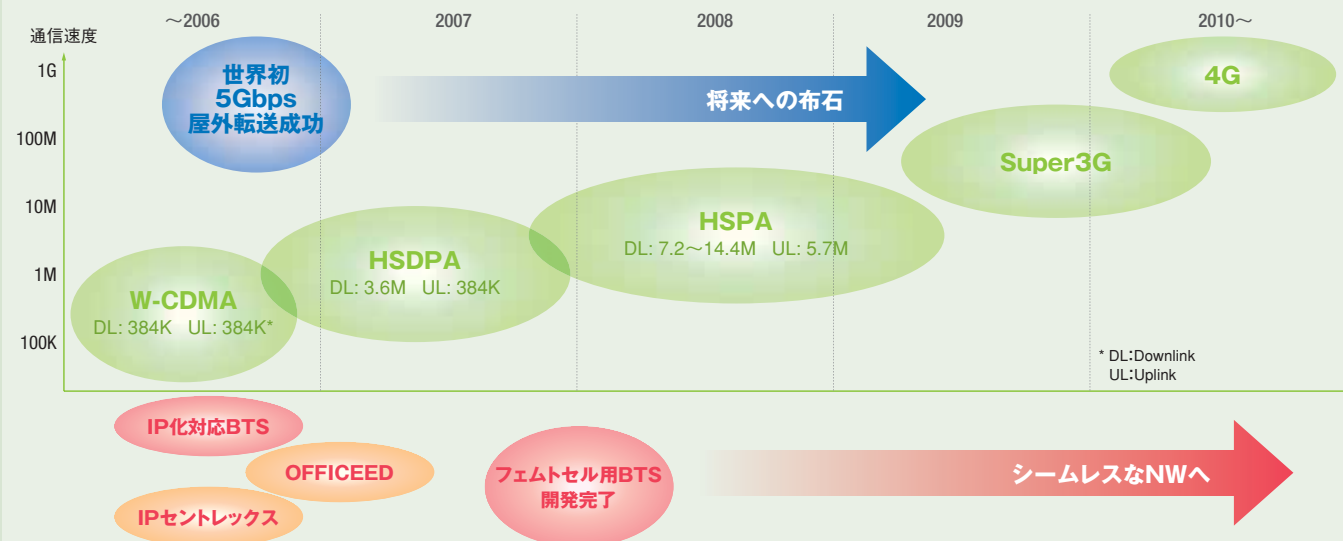 ~2006
2007
2008
2009
2010~
通信速度
1G
100M
10M
1M
100K
世界初
5Gbps
屋外転送成功
将来への布石
4G
Super3G
HSPA
DL: 7.2~14.4M UL: 5.7M
HSDPA
DL: 3.6M UL: 384K
W-CDMA
DL: 384K UL: 384K*
* DL:Downlink
UL:Uplink
IP化対応BTS
OFFICEED
IPセントレックス
フェムトセル用BTS
開発完了
シームレスなNWへ